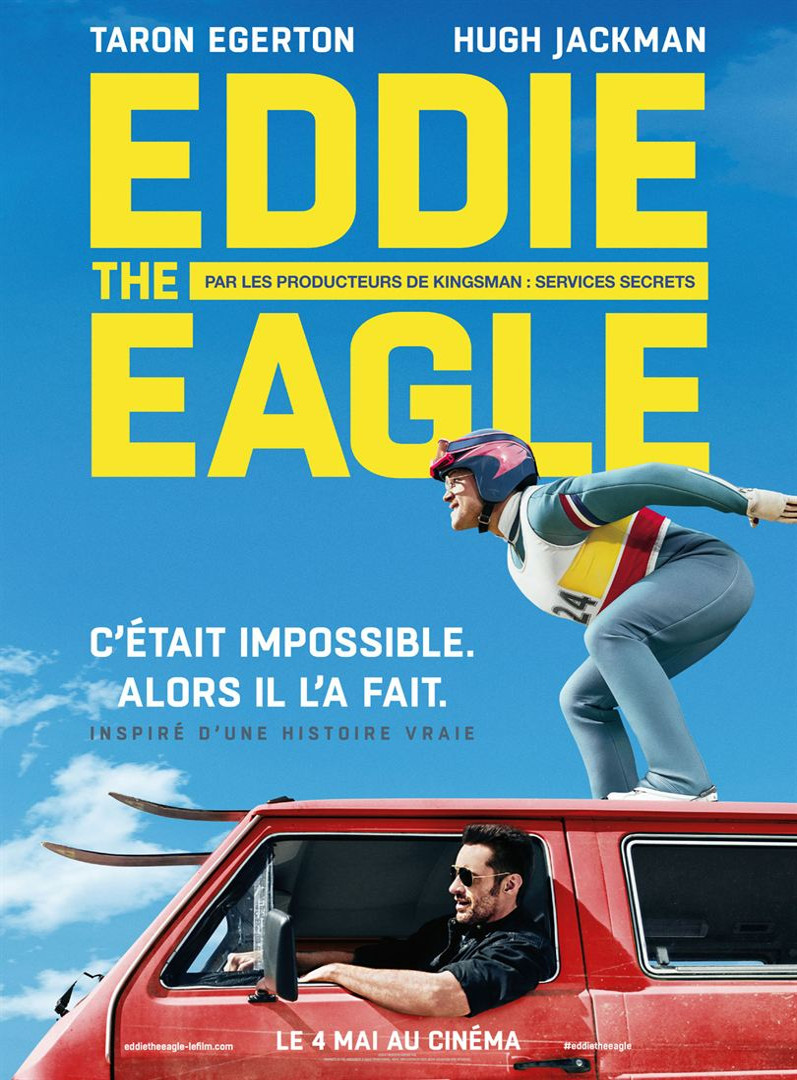 TARON EGERTON HUGH JACKMAN
EDDIE
THE
PAR LES PRODUCTEURS DE KINGSMAN : SERVICES SECRETS
EAGLE
24
C'ÉTAIT IMPOSSIBLE.
ALORS IL L'A FAIT.
INSPIRÉ D'UNE HISTOIRE VRAIE
eddietheeagle-lefilm.com
LE 4 MAI AU CINÉMA
#eddietheeagle